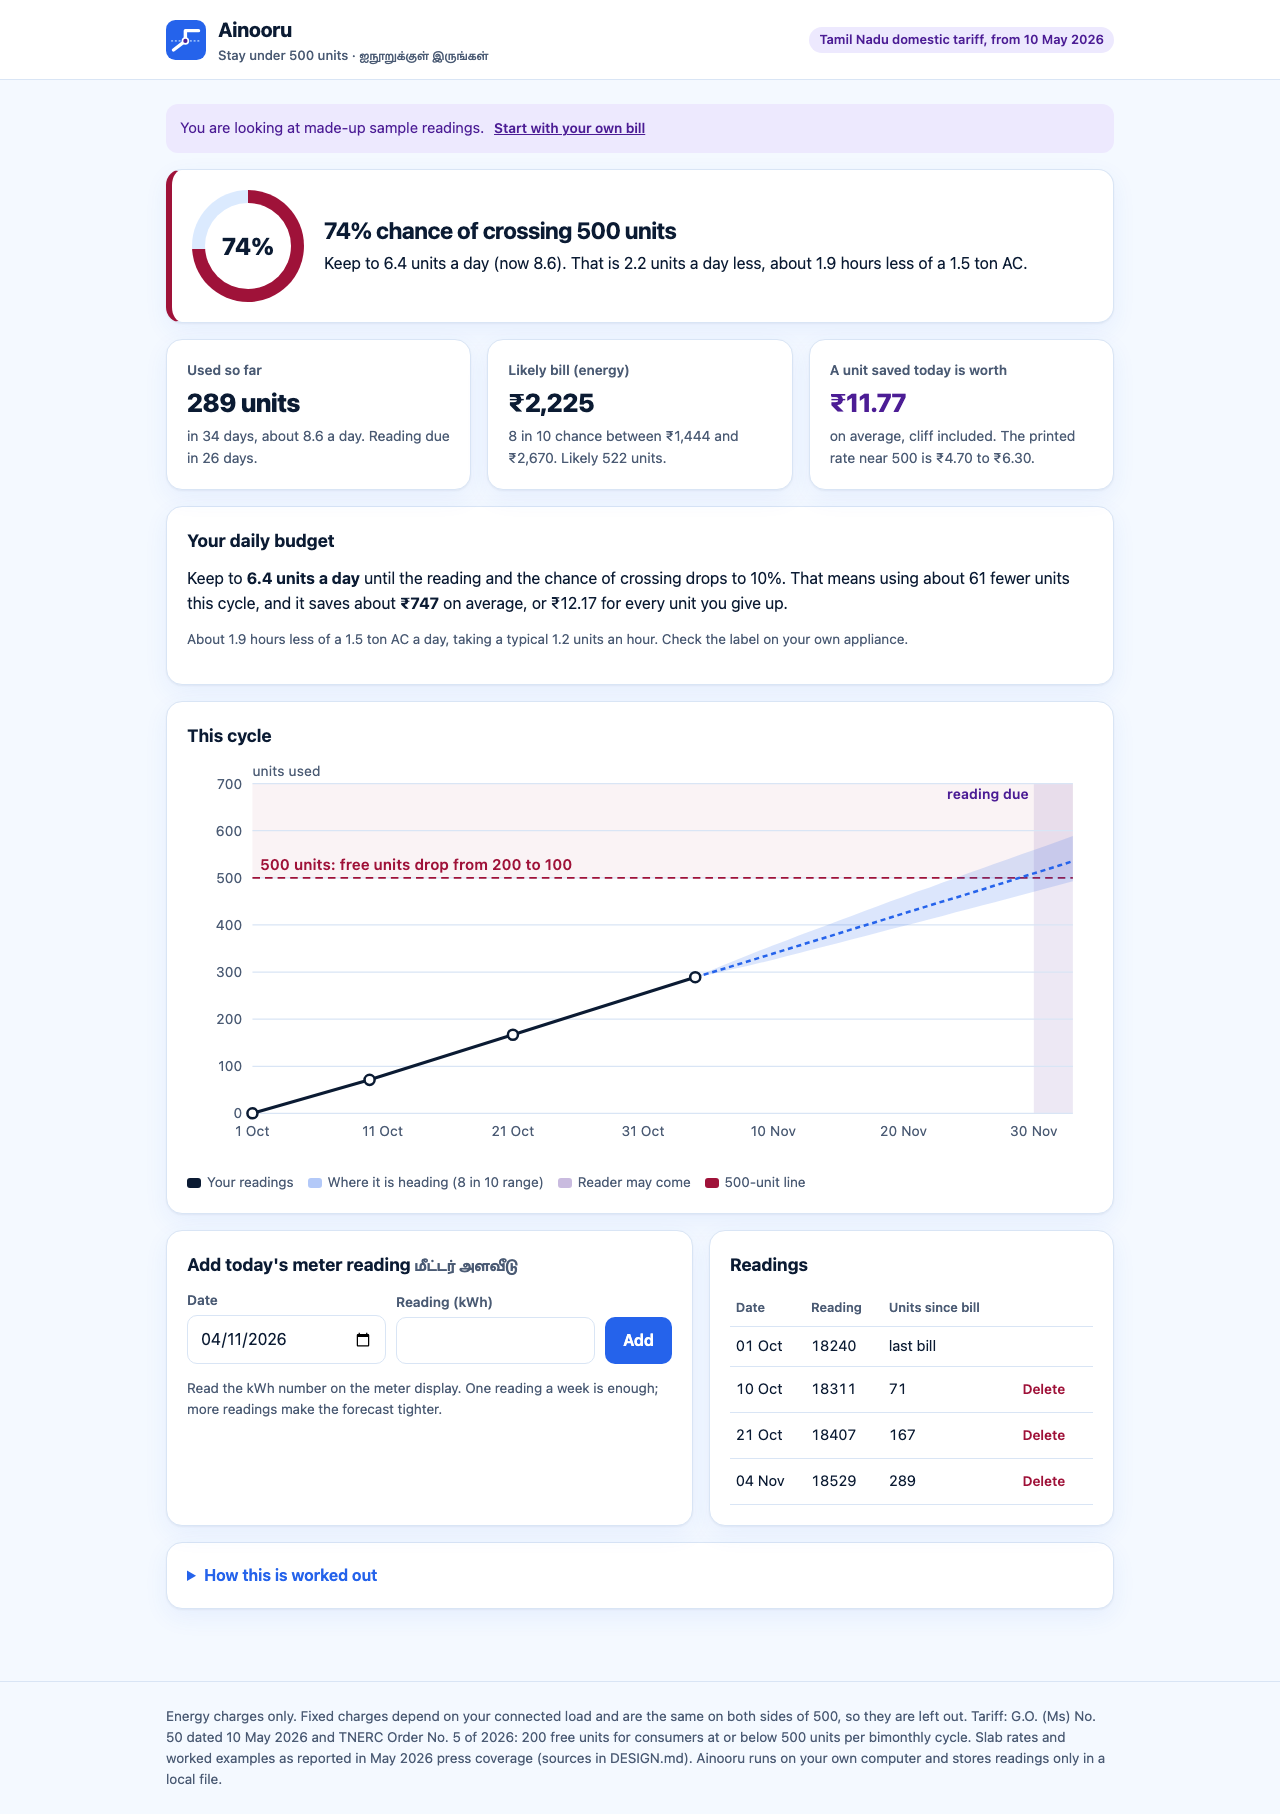 Ainooru
Stay under 500 units · ஐநூறுக்குள் இருங்கள்
Tamil Nadu domestic tariff, from 10 May 2026
You are looking at made-up sample readings. Start with your own bill
74%
74% chance of crossing 500 units
Keep to 6.4 units a day (now 8.6). That is 2.2 units a day less, about 1.9 hours less of a 1.5 ton AC.
Used so far
289 units
in 34 days, about 8.6 a day. Reading due
in 26 days.
Likely bill (energy)
₹2,225
8 in 10 chance between ₹1,444 and
₹2,670. Likely 522 units.
A unit saved today is worth
₹11.77
on average, cliff included. The printed
rate near 500 is ₹4.70 to ₹6.30.
Your daily budget
Keep to 6.4 units a day until the reading and the chance of crossing drops to 10%. That means using about 61 fewer units
this cycle, and it saves about ₹747 on average, or ₹12.17 for every unit you give up.
About 1.9 hours less of a 1.5 ton AC a day, taking a typical 1.2 units an hour. Check the label on your own appliance.
This cycle
units used
700
reading due
600
500 units: free units drop from 200 to 100
500
400
300
200
100
0
1 Oct 11 Oct 21 Oct 31 Oct 10 Nov 20 Nov 30 Nov
Your readings Where it is heading (8 in 10 range) Reader may come 500-unit line
Add today's meter reading மீட்டர் அளவீடு
Date Reading (kWh)
04/11/2026 Add
Read the kWh number on the meter display. One reading a week is enough;
more readings make the forecast tighter.
Readings
Date Reading Units since bill
01 Oct 18240 last bill
10 Oct 18311 71 Delete
21 Oct 18407 167 Delete
04 Nov 18529 289 Delete
How this is worked out
Energy charges only. Fixed charges depend on your connected load and are the same on both sides of 500, so they are left out. Tariff: G.O. (Ms) No.
50 dated 10 May 2026 and TNERC Order No. 5 of 2026: 200 free units for consumers at or below 500 units per bimonthly cycle. Slab rates and
worked examples as reported in May 2026 press coverage (sources in DESIGN.md). Ainooru runs on your own computer and stores readings only in a
local file.